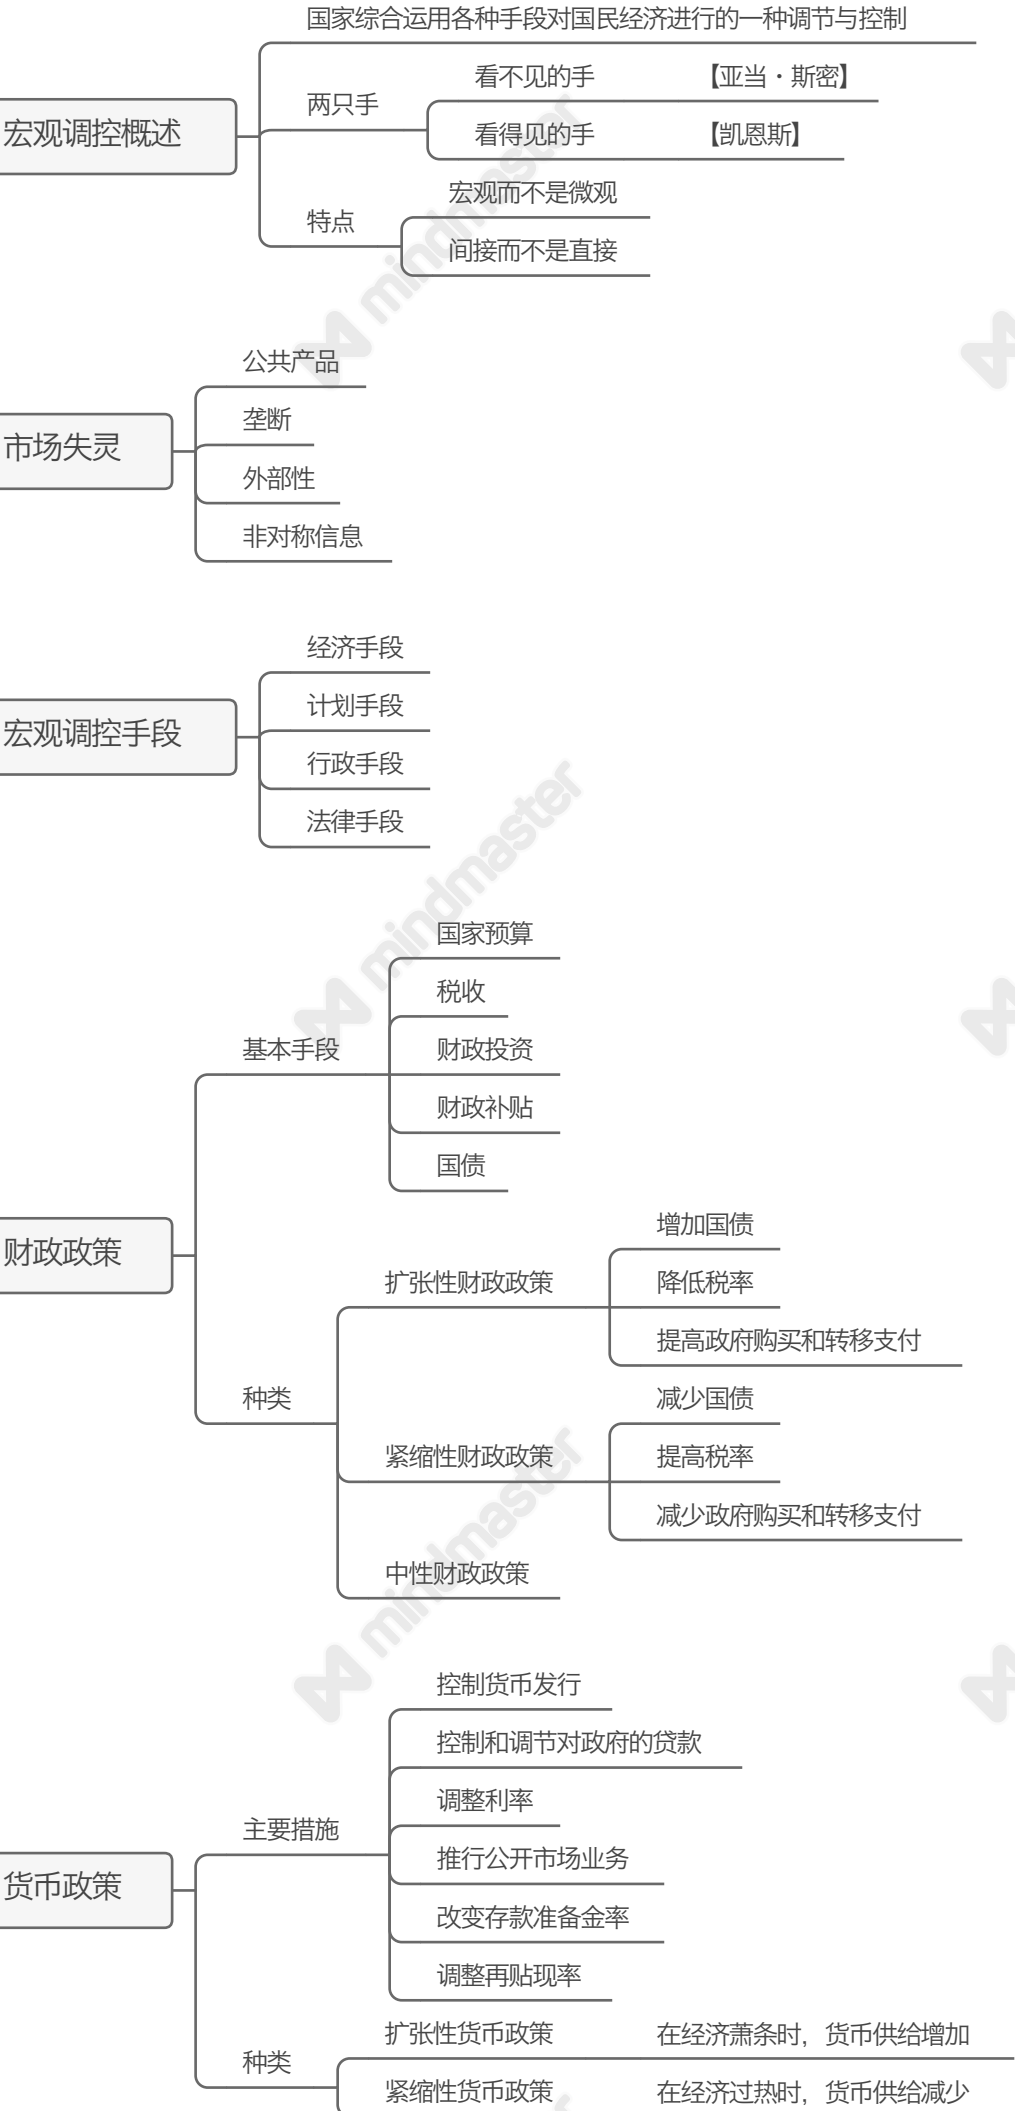 国家综合运用各种手段对国民经济进行的一种调节与控制
宏观调控概述
两只手
看不见的手 【亚当·斯密】
看得见的手 【凯恩斯】
特点
宏观而不是微观
间接而不是直接
市场失灵
公共产品
垄断
外部性
非对称信息
宏观调控手段
经济手段
计划手段
行政手段
法律手段
财政政策
基本手段
国家预算
税收
财政投资
财政补贴
国债
种类
扩张性财政政策
增加国债
降低税率
提高政府购买和转移支付
紧缩性财政政策
减少国债
提高税率
减少政府购买和转移支付
中性财政政策
货币政策
主要措施
控制货币发行
控制和调节对政府的贷款
调整利率
推行公开市场业务
改变存款准备金率
调整再贴现率
种类
扩张性货币政策 在经济萧条时，货币供给增加
紧缩性货币政策 在经济过热时，货币供给减少
mindmaster
mindmaster
mindmaster